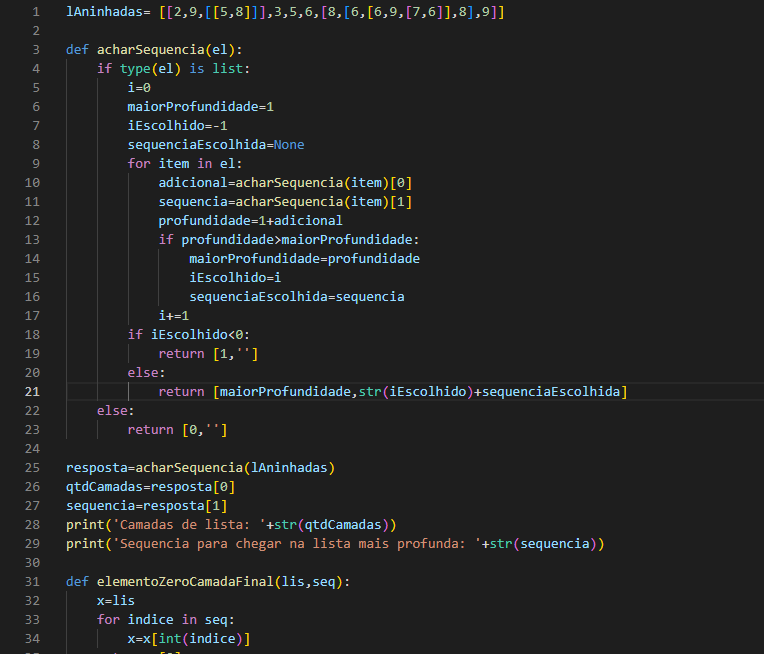 1 lAninhadas= [[2,9,[[5,8]]],3,5,6,[8,[6,[6,9,[7,6]],8],9]]
2
3 def acharSequencia(el):
4 if type(el) is list:
5 i=0
6 maiorProfundidade=1
7 iEscolhido=-1
8 sequenciaEscolhida=None
9 for item in el:
10 adicional=acharSequencia(item)[0]
11 sequencia=acharSequencia(item)[1]
12 profundidade=1+adicional
13 if profundidade>maiorProfundidade:
14 maiorProfundidade=profundidade
15 iEscolhido=i
16 sequenciaEscolhida=sequencia
17 i+=1
18 if iEscolhido<0:
19 return [1,'']
20 else:
21 return [maiorProfundidade,str(iEscolhido)+sequenciaEscolhida]
22 else:
23 return [0,'']
24
25 resposta=acharSequencia(lAninhadas)
26 qtdCamadas=resposta[0]
27 sequencia=resposta[1]
28 print('Camadas de lista: '+str(qtdCamadas))
29 print('Sequencia para chegar na lista mais profunda: '+str(sequencia))
30
31 def elementoZeroCamadaFinal(lis,seq):
32 x=lis
33 for indice in seq:
34 x=x[int(indice)]